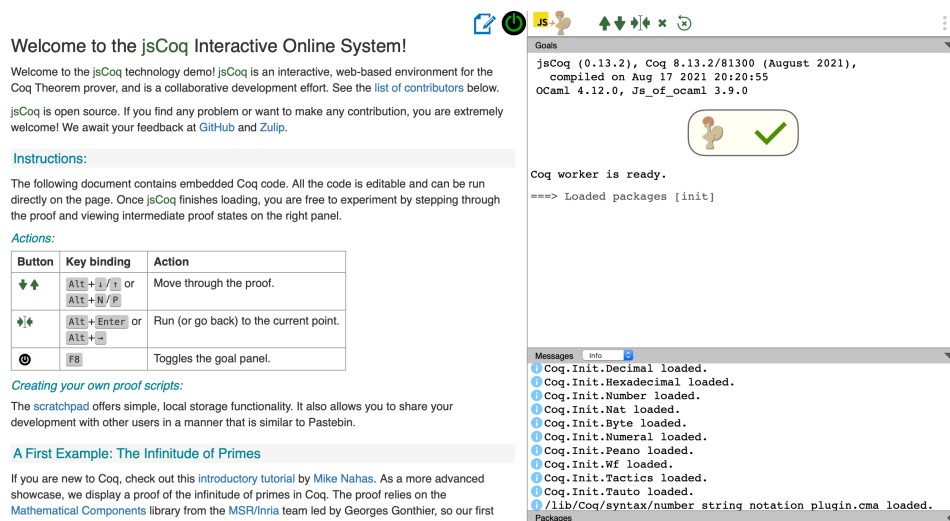 Welcome to the jsCoq Interactive Online System!
Welcome to the jsCoq technology demo! jsCoq is an interactive, web-based environment for the
Coq Theorem prover, and is a collaborative development effort. See the list of contributors below.
jsCoq is open source. If you find any problem or want to make any contribution, you are extremely
welcome! We await your feedback at GitHub and Zulip.
Instructions:
The following document contains embedded Coq code. All the code is editable and can be run
directly on the page. Once jsCoq finishes loading, you are free to experiment by stepping through
the proof and viewing intermediate proof states on the right panel.
Actions:
Button Key binding Action
Alt+↓/↑ or Move through the proof.
Alt+N/P
Alt+Enter or Run (or go back) to the current point.
Alt+→
F8 Toggles the goal panel.
Creating your own proof scripts:
The scratchpad offers simple, local storage functionality. It also allows you to share your
development with other users in a manner that is similar to Pastebin.
A First Example: The Infinitude of Primes
If you are new to Coq, check out this introductory tutorial by Mike Nahas. As a more advanced
showcase, we display a proof of the infinitude of primes in Coq. The proof relies on the
Mathematical Components library from the MSR/Inria team led by Georges Gonthier, so our first
JS+
Goals
jsCoq (0.13.2), Coq 8.13.2/81300 (August 2021),
compiled on Aug 17 2021 20:20:55
OCaml 4.12.0, Js_of_ocaml 3.9.0
Coq worker is ready.
===> Loaded packages [init]
Messages Info
Coq.Init.Decimal loaded.
Coq.Init.Hexadecimal loaded.
Coq.Init.Number loaded.
Coq.Init.Nat loaded.
Coq.Init.Byte loaded.
Coq.Init.Numeral loaded.
Coq.Init.Peano loaded.
Coq.Init.Wf loaded.
Coq.Init.Tactics loaded.
Coq.Init.Tauto loaded.
/lib/Coq/syntax/number_string_notation_plugin.cma loaded.
Packages